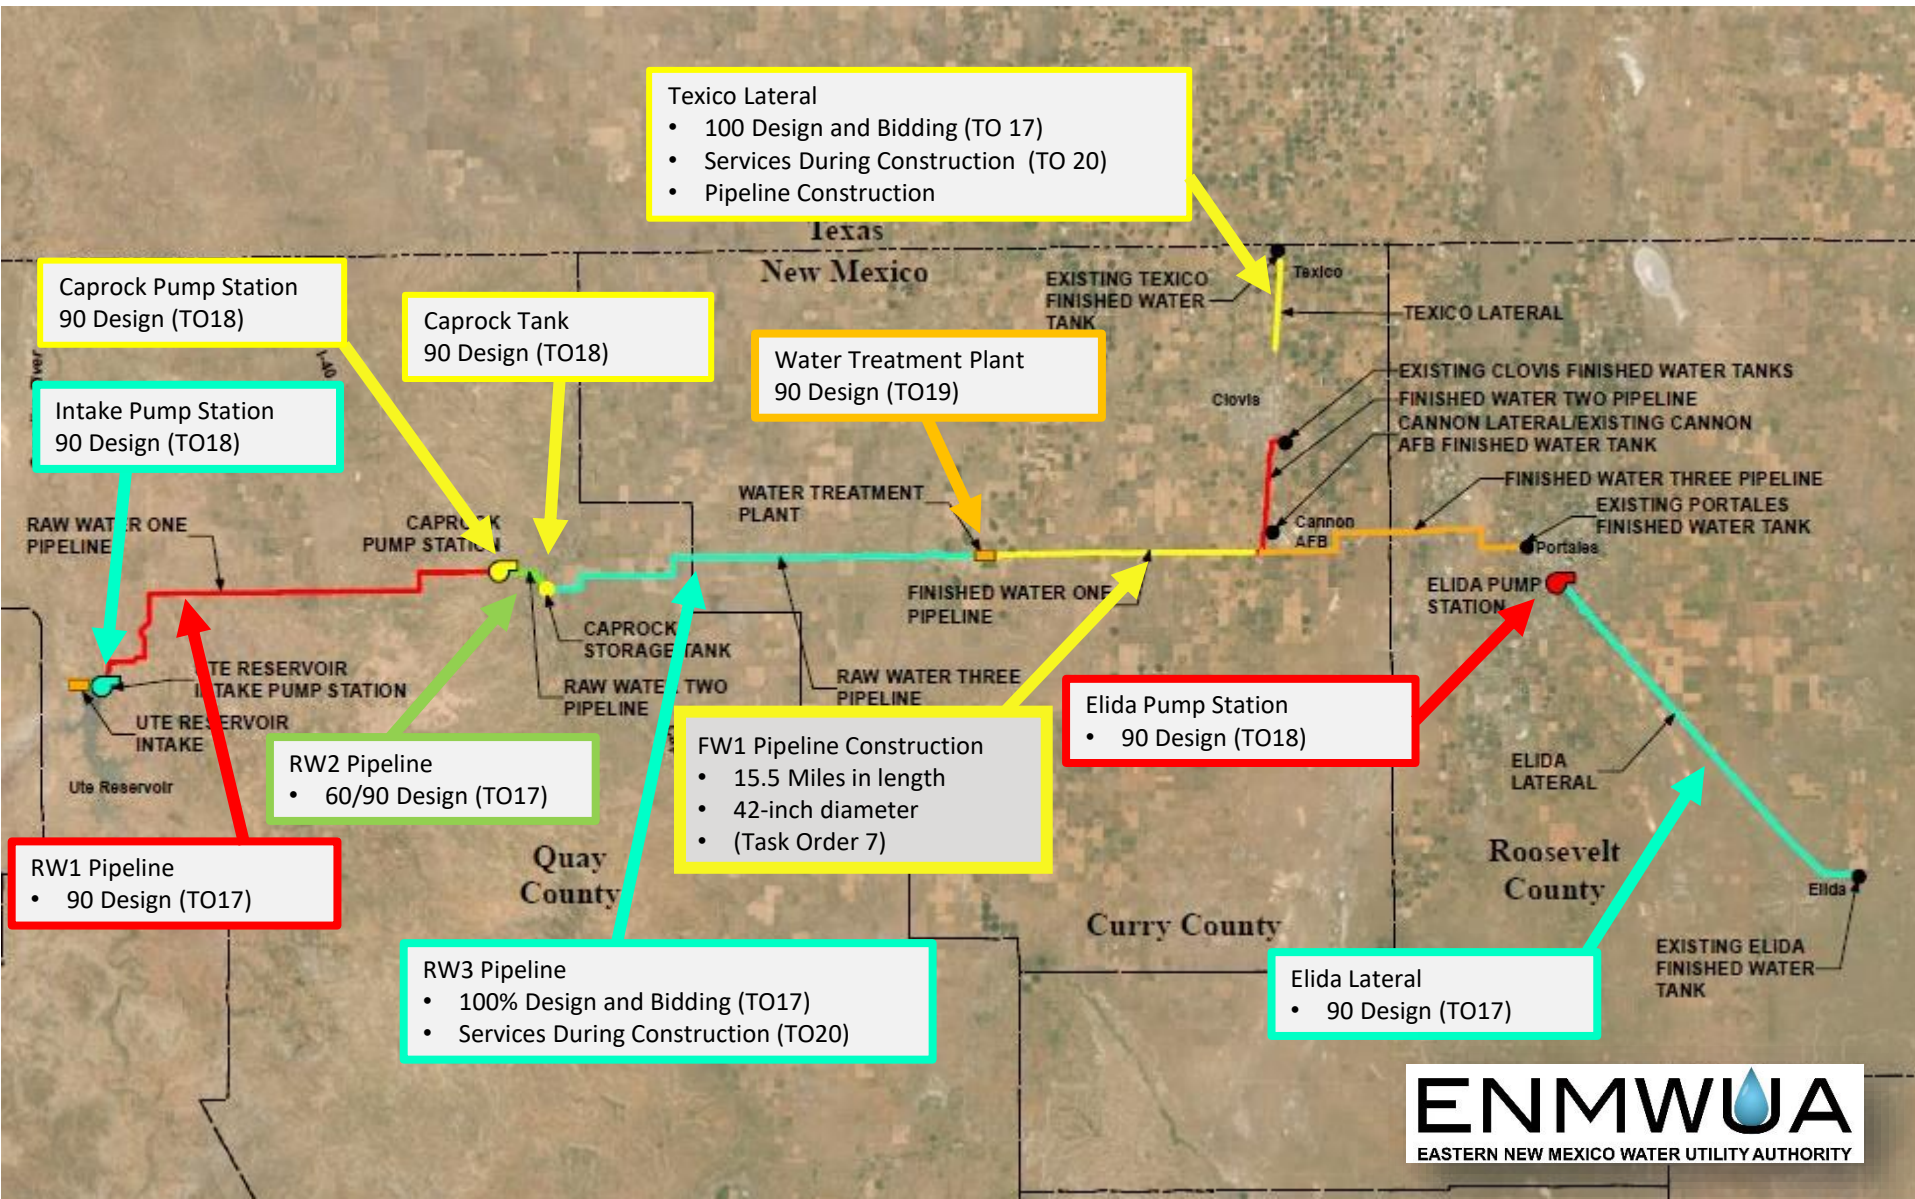 Texico Lateral
• 100 Design and Bidding (TO 17)
• Services During Construction (TO 20)
• Pipeline Construction
Texas
New Mexico
Caprock Pump Station
90 Design (TO18)
Caprock Tank
90 Design (TO18)
Water Treatment Plant
90 Design (TO19)
Intake Pump Station
90 Design (TO18)
I-40
EXISTING TEXICO
FINISHED WATER
TANK
Texico
TEXICO LATERAL
EXISTING CLOVIS FINISHED WATER TANKS
FINISHED WATER TWO PIPELINE
CANNON LATERAL/EXISTING CANNON
AFB FINISHED WATER TANK
Clovis
FINISHED WATER THREE PIPELINE
EXISTING PORTALES
FINISHED WATER TANK
Cannon
AFB
Portales
RAW WATER ONE
PIPELINE
CAPROCK
PUMP STATION
WATER TREATMENT
PLANT
FINISHED WATER ONE
PIPELINE
ELIDA PUMP
STATION
CAPROCK
STORAGE TANK
UTE RESERVOIR
INTAKE PUMP STATION
UTE RESERVOIR
INTAKE
RAW WATER TWO
PIPELINE
RAW WATER THREE
PIPELINE
Ute Reservoir
RW2 Pipeline
• 60/90 Design (TO17)
FW1 Pipeline Construction
• 15.5 Miles in length
• 42-inch diameter
• (Task Order 7)
Elida Pump Station
• 90 Design (TO18)
ELIDA
LATERAL
RW1 Pipeline
• 90 Design (TO17)
Quay
County
Roosevelt
County
Elida
Curry County
RW3 Pipeline
• 100% Design and Bidding (TO17)
• Services During Construction (TO20)
Elida Lateral
• 90 Design (TO17)
EXISTING ELIDA
FINISHED WATER
TANK
ENMWUA
EASTERN NEW MEXICO WATER UTILITY AUTHORITY